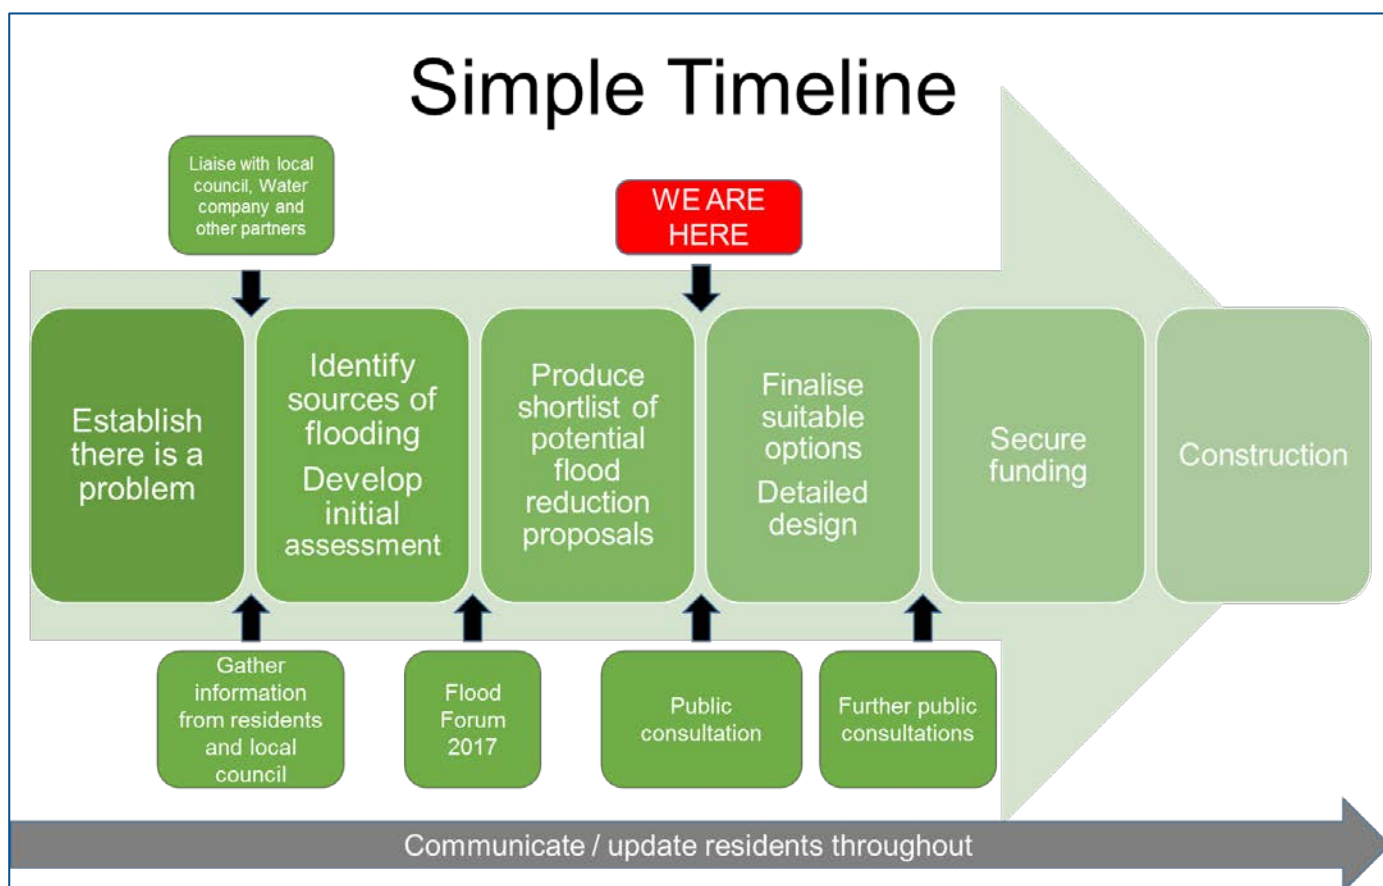 Simple Timeline
Liaise with local
council, Water
company and
other partners
WE ARE
HERE
Establish
there is a
problem
Identify
sources of
flooding
Develop
initial
assessment
Produce
shortlist of
potential
flood
reduction
proposals
Finalise
suitable
options
Detailed
design
Secure
funding
Construction
Gather
information
from residents
and local
council
Flood
Forum
2017
Public
consultation
Further public
consultations
Communicate / update residents throughout